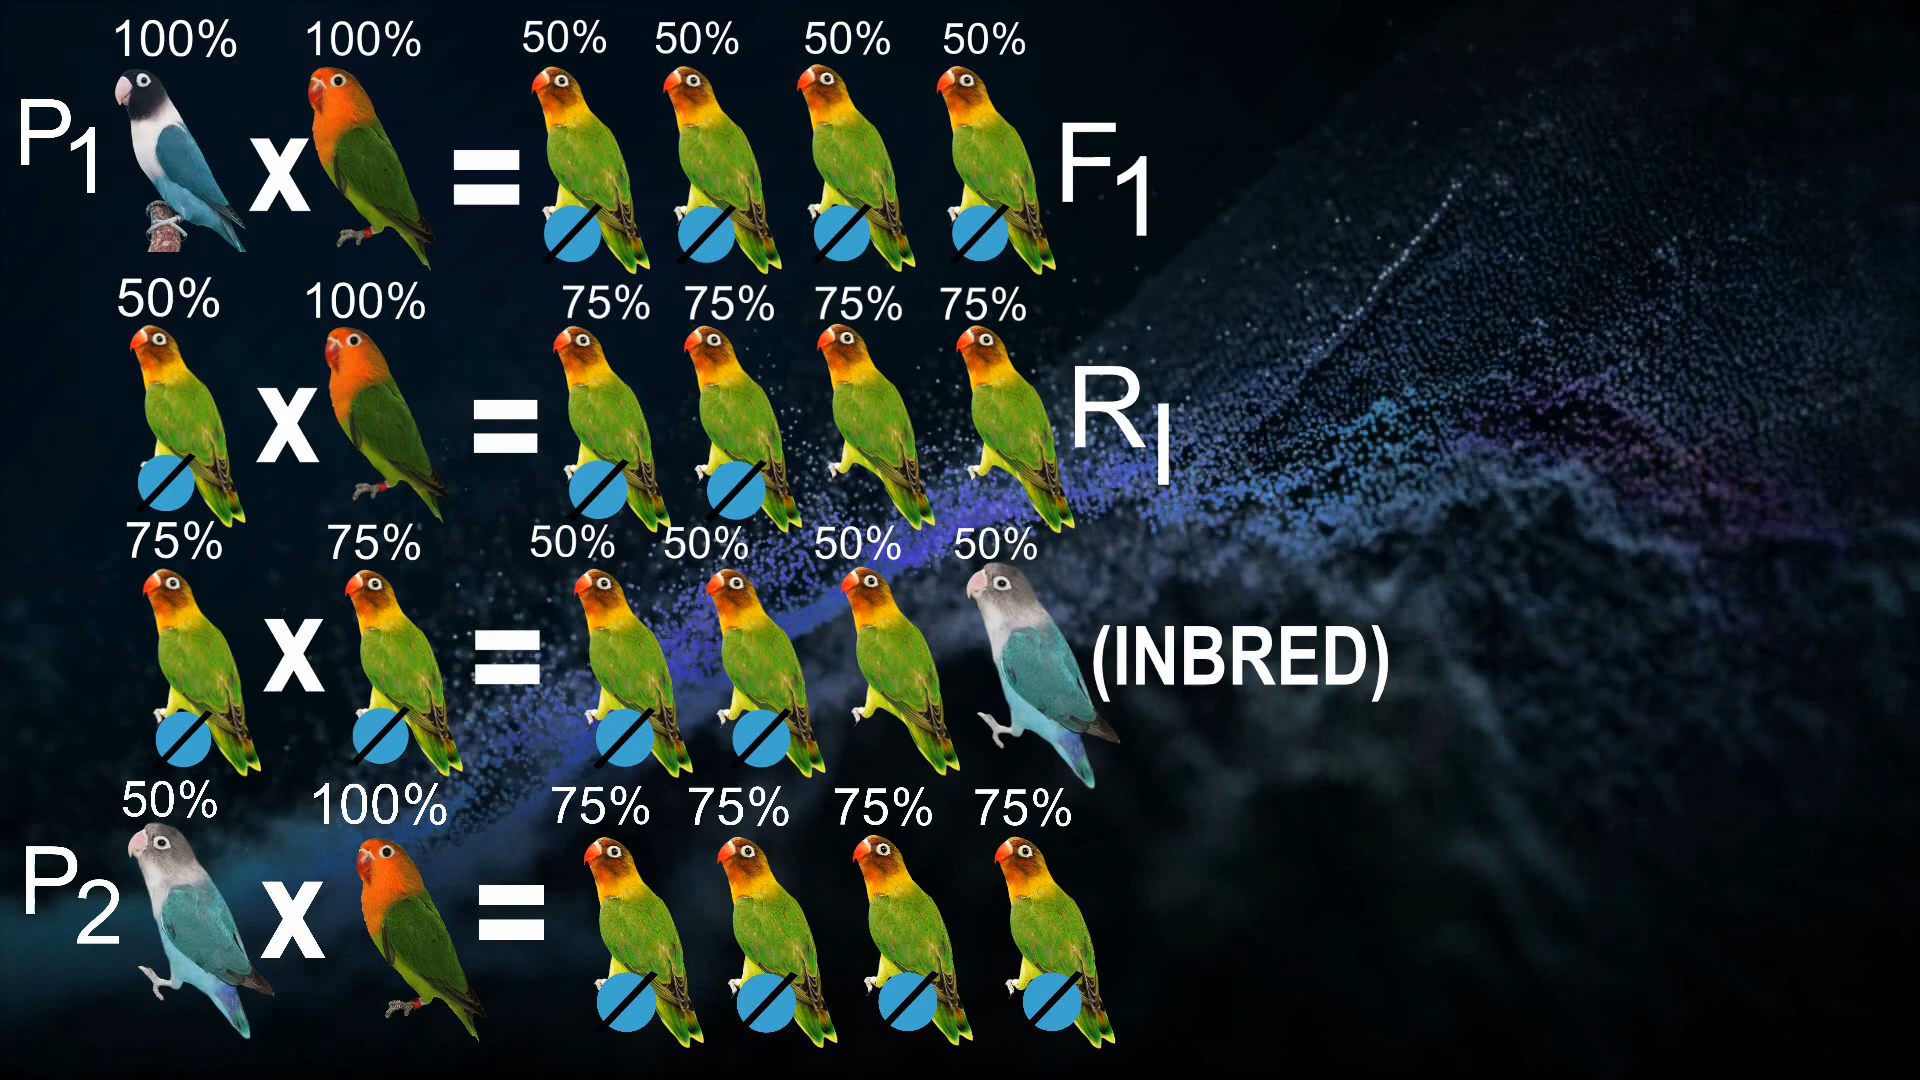 100% 100% 50% 50% 50% 50%
P1 x = F1
50% 100% 75% 75% 75% 75%
x = R1
75% 75% 50% 50% 50% 50%
x = (INBRED)
50% 100% 75% 75% 75% 75%
P2 x =